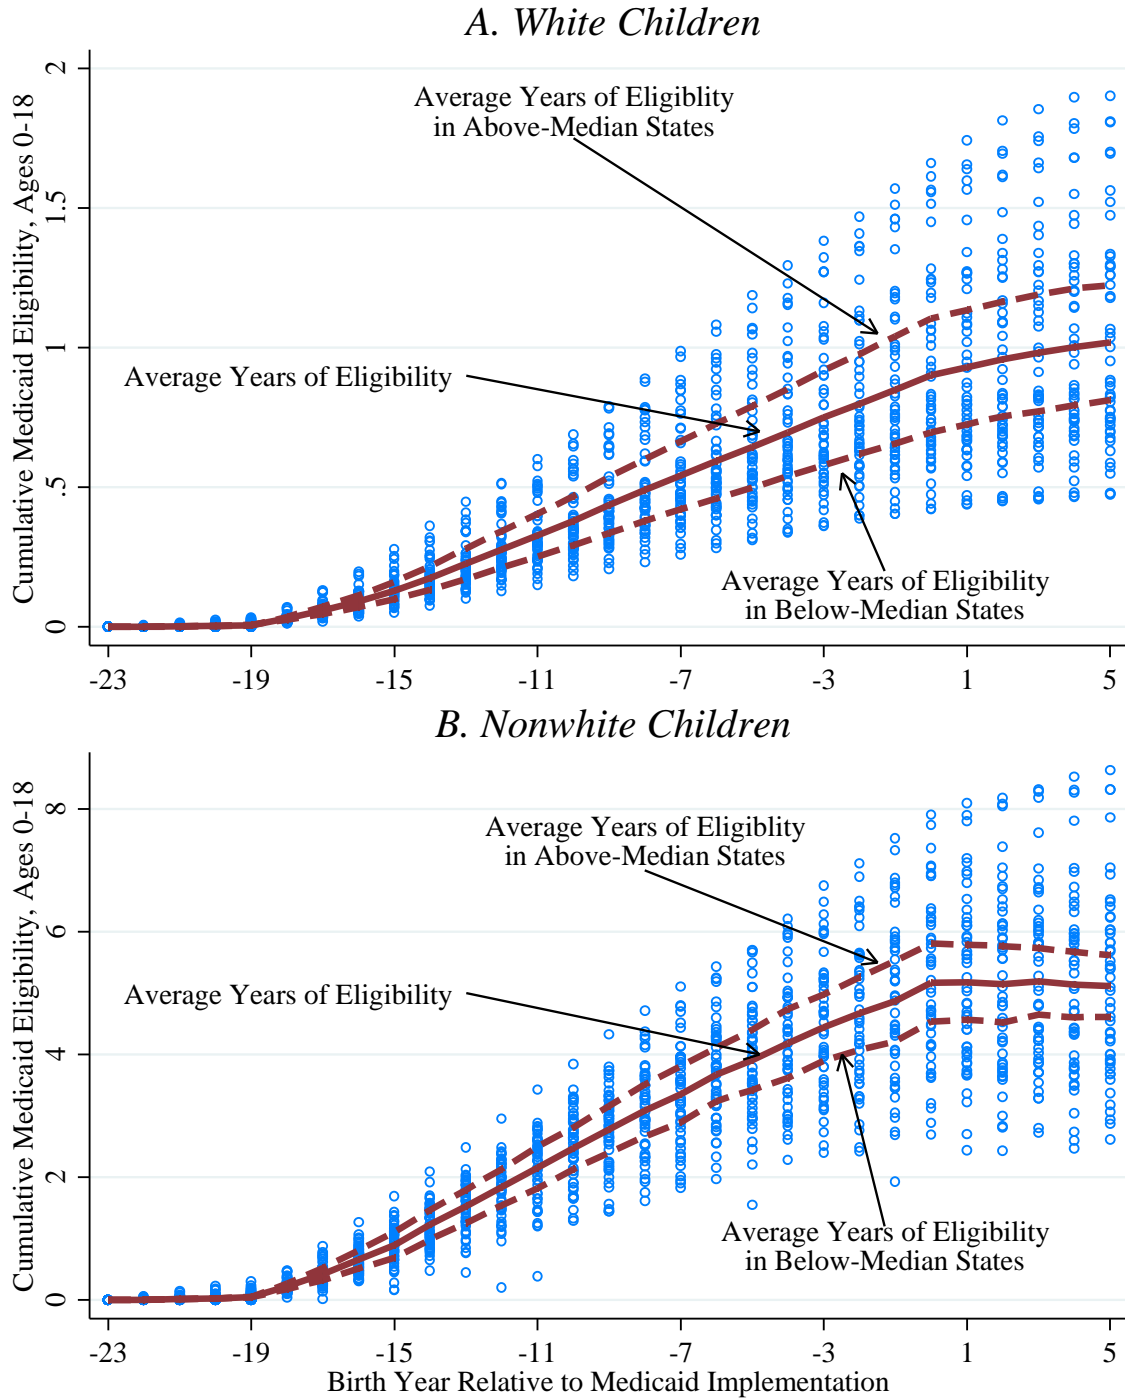 A. White Children
Cumulative Medicaid Eligibility, Ages 0-18
2
1.5
1
.5
0
Average Years of Eligiblity
in Above-Median States
Average Years of Eligibility
Average Years of Eligibility
in Below-Median States
-23 -19 -15 -11 -7 -3 1 5
B. Nonwhite Children
Cumulative Medicaid Eligibility, Ages 0-18
8
6
4
2
0
Average Years of Eligiblity
in Above-Median States
Average Years of Eligibility
Average Years of Eligibility
in Below-Median States
-23 -19 -15 -11 -7 -3 1 5
Birth Year Relative to Medicaid Implementation